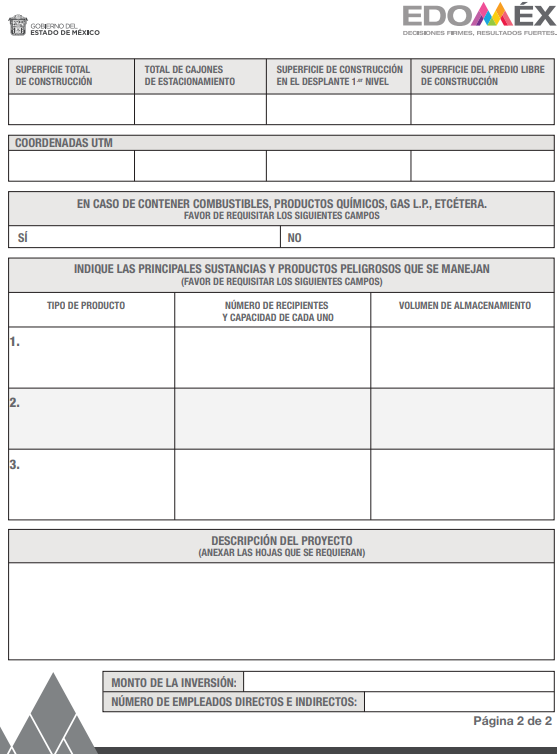 GOBIERNO DEL
ESTADO DE MÉXICO
EDOMÉX
DECISIONES FIRMES, RESULTADOS FUERTES.
SUPERFICIE TOTAL
DE CONSTRUCCIÓN
TOTAL DE CAJONES
DE ESTACIONAMIENTO
SUPERFICIE DE CONSTRUCCIÓN
EN EL DESPLANTE 1er NIVEL
SUPERFICIE DEL PREDIO LIBRE
DE CONSTRUCCIÓN
COORDENADAS UTM
EN CASO DE CONTENER COMBUSTIBLES, PRODUCTOS QUÍMICOS, GAS L.P., ETCÉTERA.
FAVOR DE REQUISITAR LOS SIGUIENTES CAMPOS
SÍ
NO
INDIQUE LAS PRINCIPALES SUSTANCIAS Y PRODUCTOS PELIGROSOS QUE SE MANEJAN
(FAVOR DE REQUISITAR LOS SIGUIENTES CAMPOS)
TIPO DE PRODUCTO
NÚMERO DE RECIPIENTES
Y CAPACIDAD DE CADA UNO
VOLUMEN DE ALMACENAMIENTO
1.
2.
3.
DESCRIPCIÓN DEL PROYECTO
(ANEXAR LAS HOJAS QUE SE REQUIERAN)
MONTO DE LA INVERSIÓN:
NÚMERO DE EMPLEADOS DIRECTOS E INDIRECTOS:
Página 2 de 2